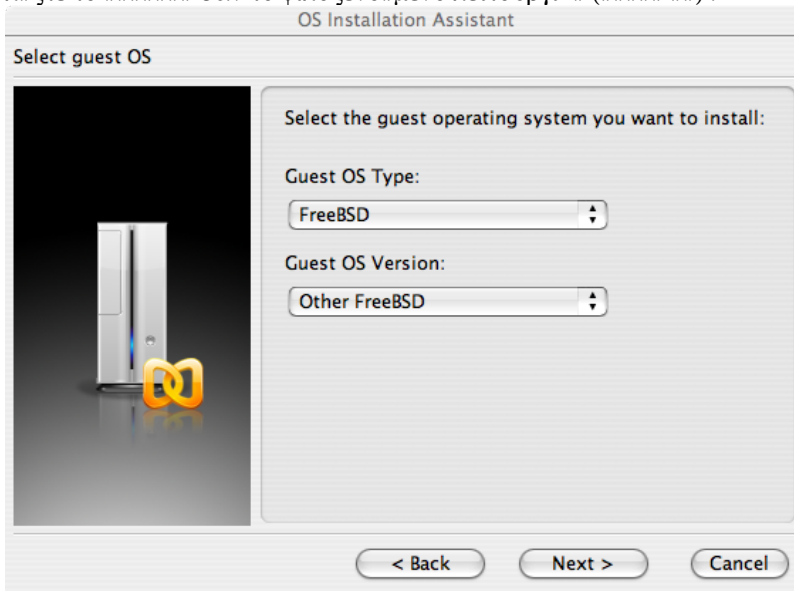 OS Installation Assistant
Select guest OS
Select the guest operating system you want to install:
Guest OS Type:
FreeBSD
Guest OS Version:
Other FreeBSD
< Back
Next >
Cancel